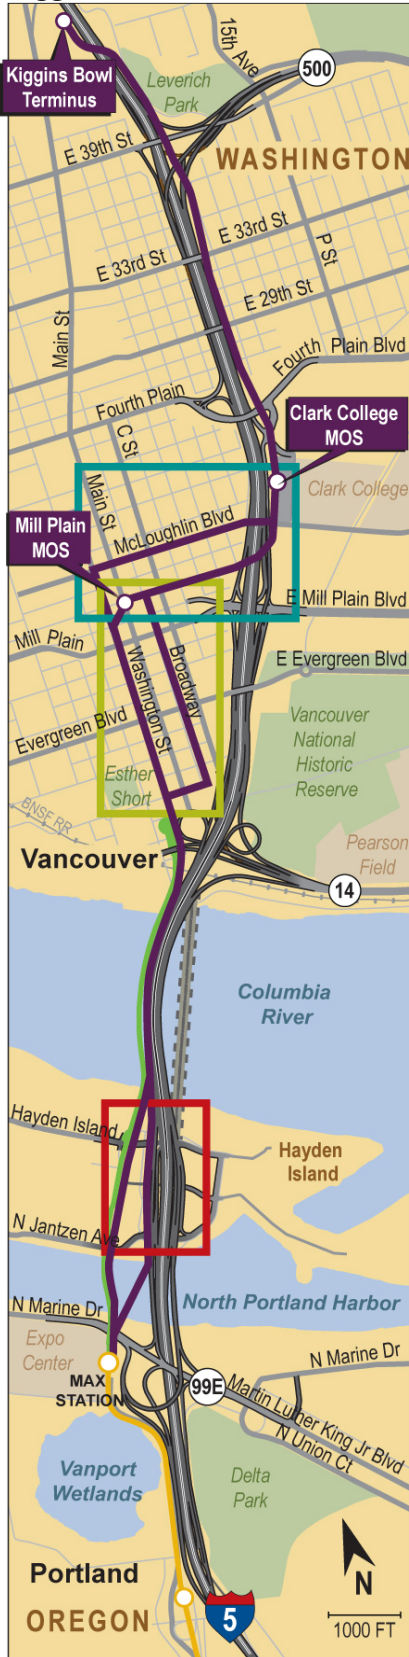 15th Ave
500
Kiggins Bowl
Terminus
Leverich
Park
E 39th St
WASHINGTON
E 33rd St
E 33rd St
P St
E 29th St
Main St
Fourth Plain Blvd
Fourth Plain
C St
Clark College
MOS
Main St
Clark College
Mill Plain
MOS
McLoughlin Blvd
E Mill Plain Blvd
Mill Plain
Broadway
Washington St
E Evergreen Blvd
Evergreen Blvd
Vancouver
National
Historic
Reserve
Esther
Short
BNSF RR
Pearson
Field
Vancouver
14
Columbia
River
Hayden Island
Hayden
Island
N Jantzen Ave
North Portland Harbor
N Marine Dr
Expo
Center
N Marine Dr
MAX
STATION
99E
Martin Luther King Jr Blvd
N Union Ct
Vanport
Wetlands
Delta
Park
Portland
N
OREGON
5
1000 FT